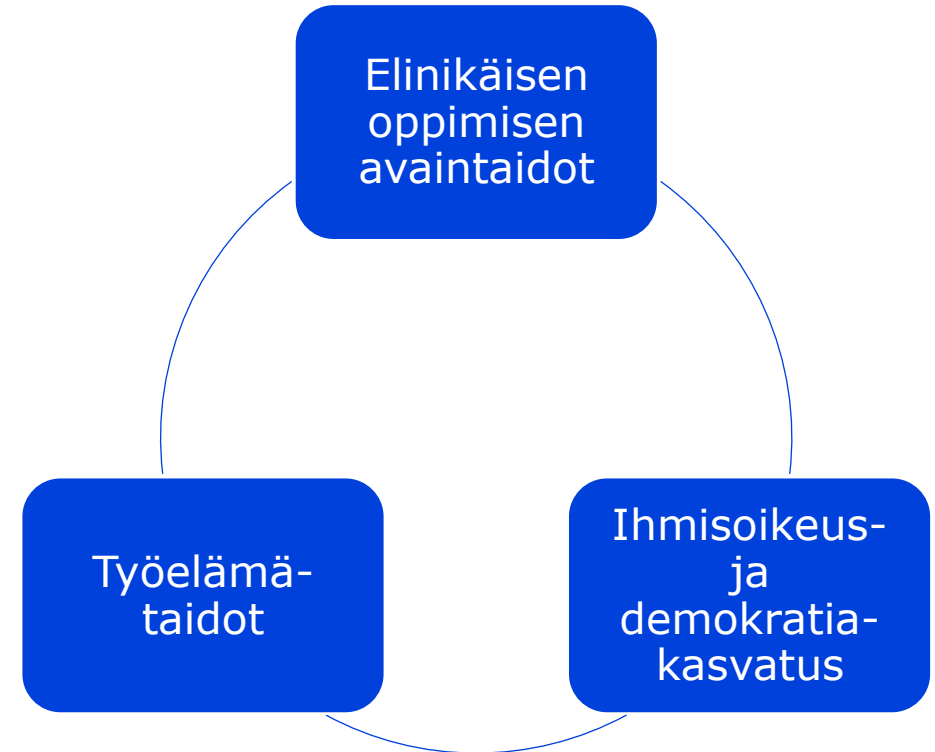 Elinikäisen
oppimisen
avaintaidot
Työelämä-
taidot
Ihmisoikeus-
ja
demokratia-
kasvatus